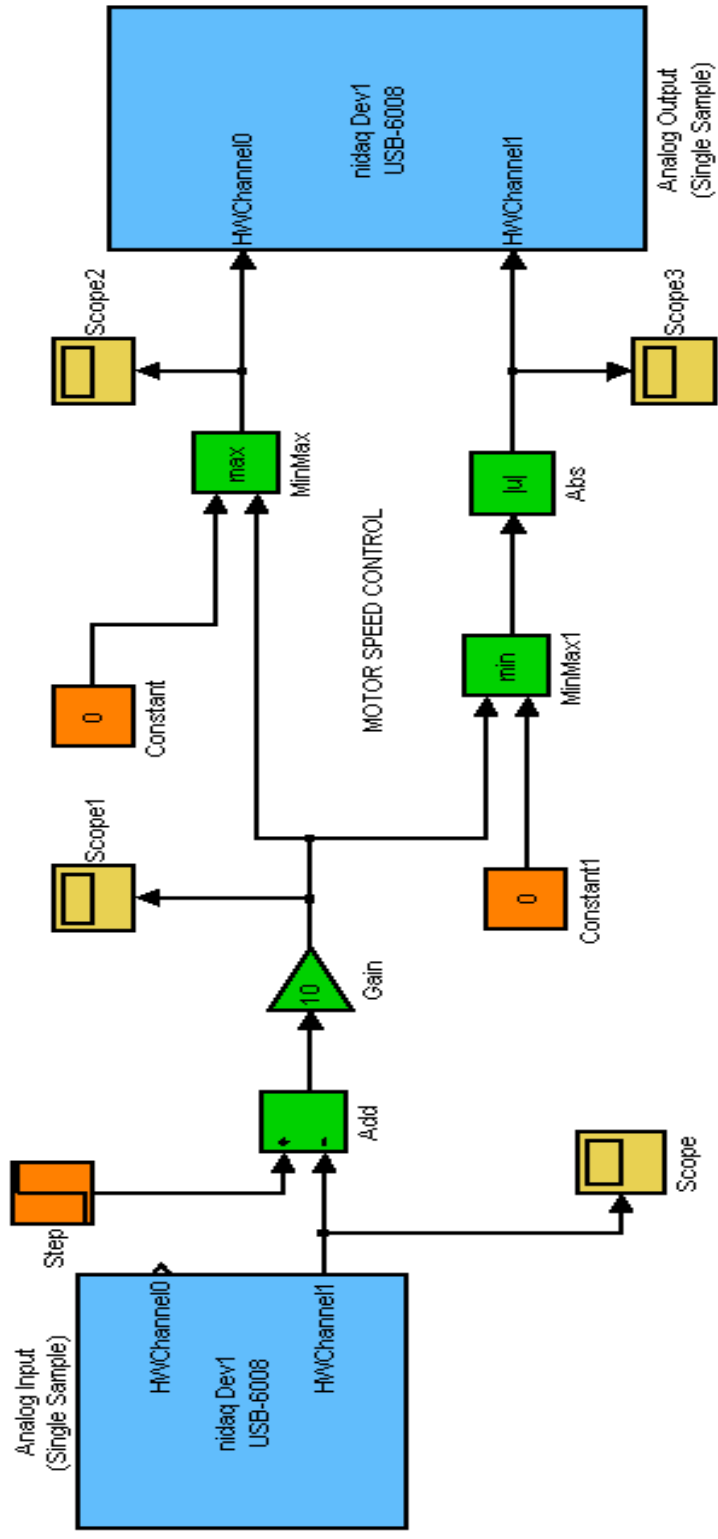 Analog Input
(Single Sample)
HWChannel0
nidaq Dev1
USB-6008
HWChannel1
Step
+
-
Add
Scope
10
Gain
Scope1
0
Constant
0
Constant1
MOTOR SPEED CONTROL
max
MinMax
min
MinMax1
|u|
Abs
Scope2
Scope3
HWChannel0
nidaq Dev1
USB-6008
HWChannel1
Analog Output
(Single Sample)